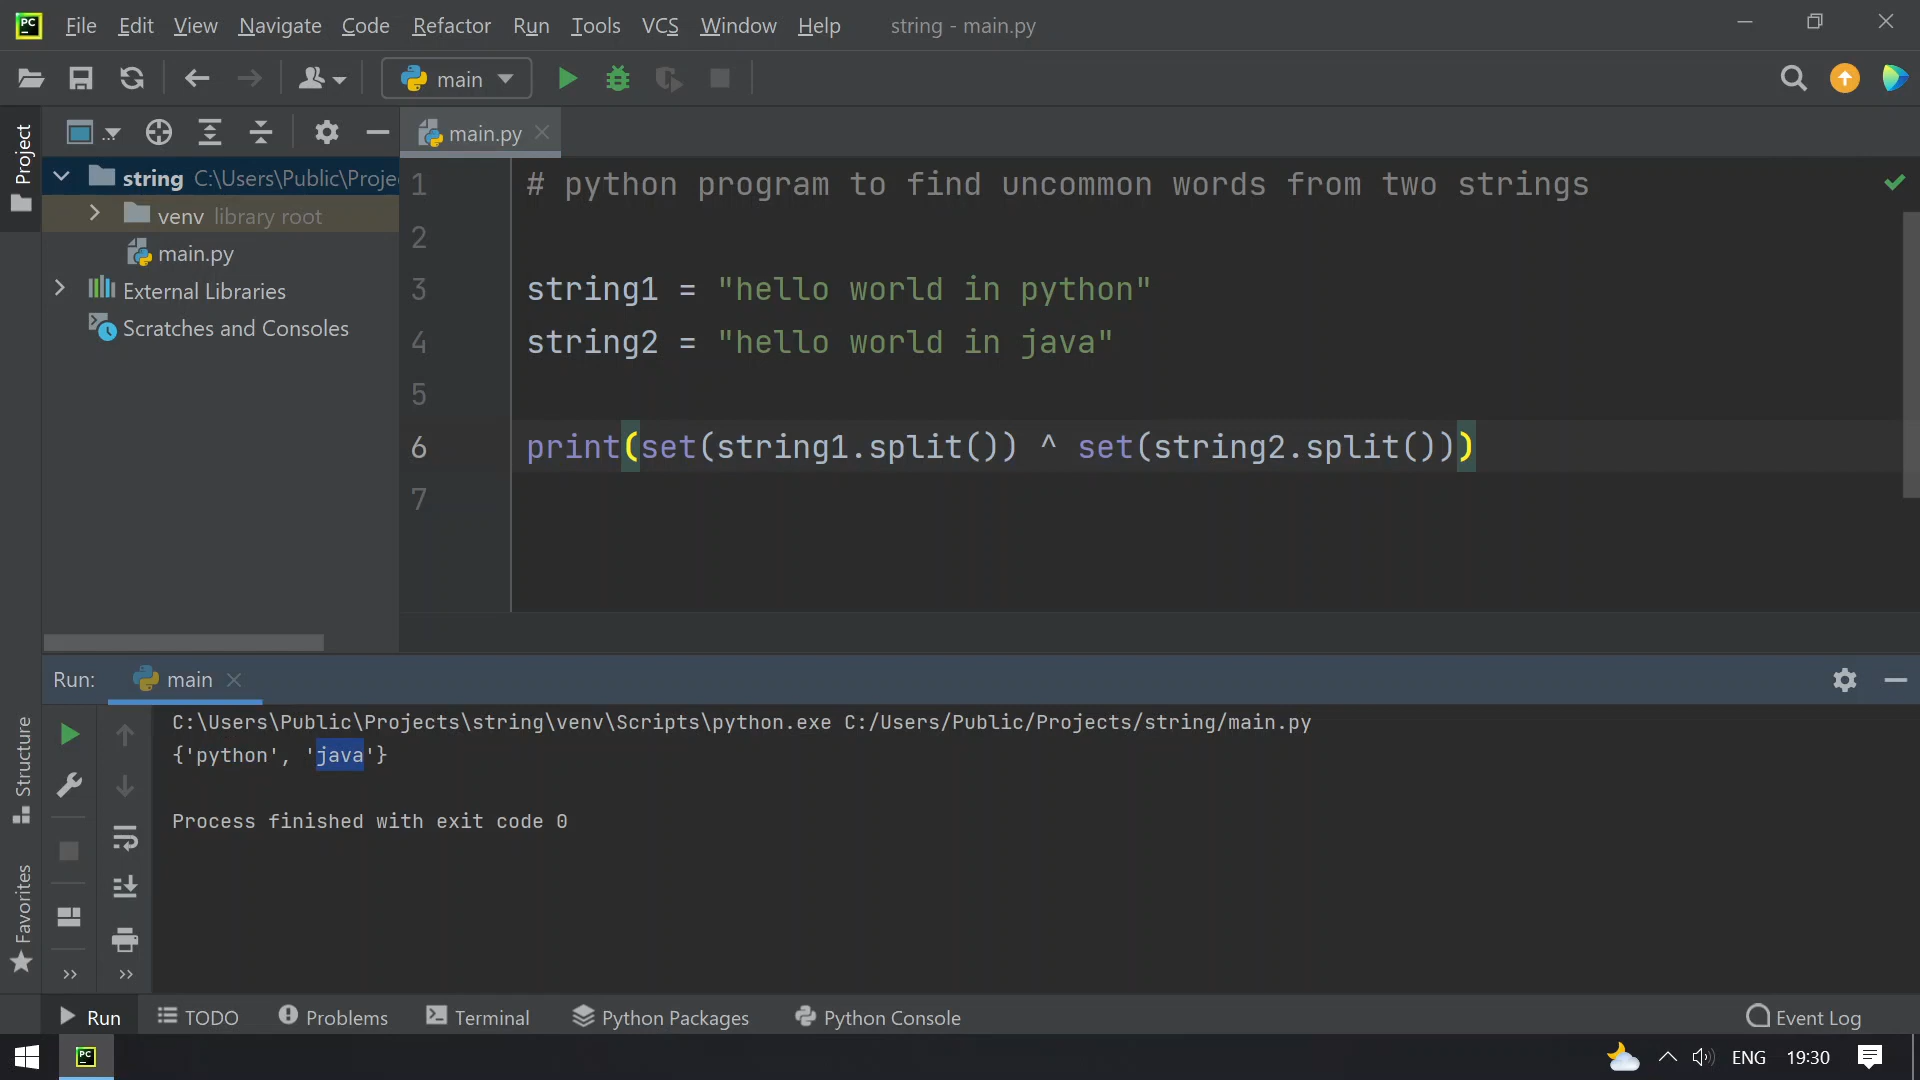 File Edit View Navigate Code Refactor Run Tools VCS Window Help string - main.py
main
Project
...
main.py
string C:\Users\Public\Proje
venv library root
main.py
External Libraries
Scratches and Consoles
1 # python program to find uncommon words from two strings
2
3 string1 = "hello world in python"
4 string2 = "hello world in java"
5
6 print(set(string1.split()) ^ set(string2.split()))
7
Run: main
C:\Users\Public\Projects\string\venv\Scripts\python.exe C:/Users/Public/Projects/string/main.py
{'python', 'java'}
Process finished with exit code 0
Structure
Favorites
Run TODO Problems Terminal Python Packages Python Console Event Log
PC ENG 19:30